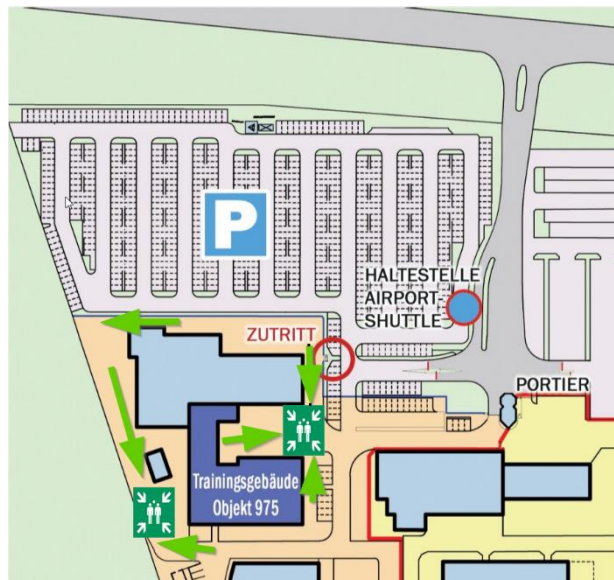 P
HALTESTELLE
AIRPORT-
SHUTTLE
ZUTRITT
PORTIER
Trainingsgebäude
Objekt 975